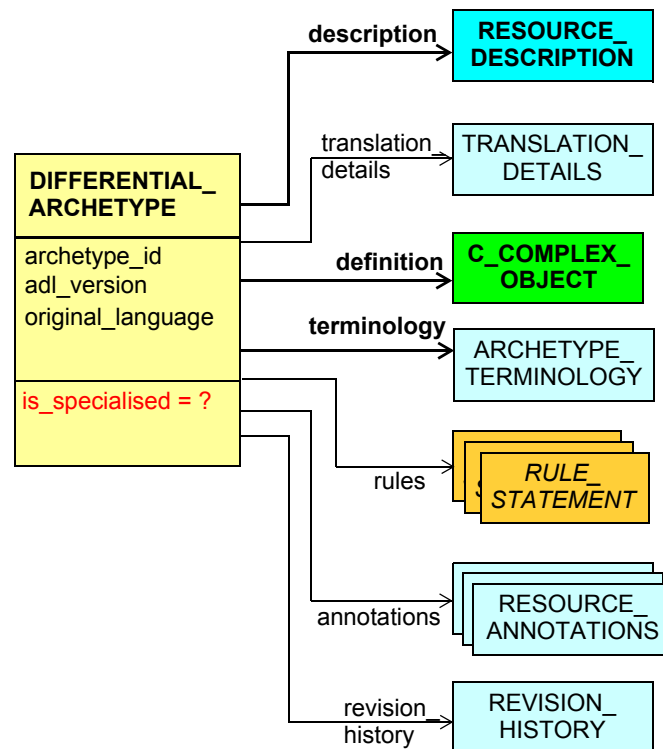 description
RESOURCE_
DESCRIPTION
translation_
details
TRANSLATION_
DETAILS
DIFFERENTIAL_
ARCHETYPE
archetype_id
adl_version
original_language
is_specialised = ?
definition
C_COMPLEX_
OBJECT
terminology
ARCHETYPE_
TERMINOLOGY
rules
RULE_
STATEMENT
annotations
RESOURCE_
ANNOTATIONS
revision_
history
REVISION_
HISTORY